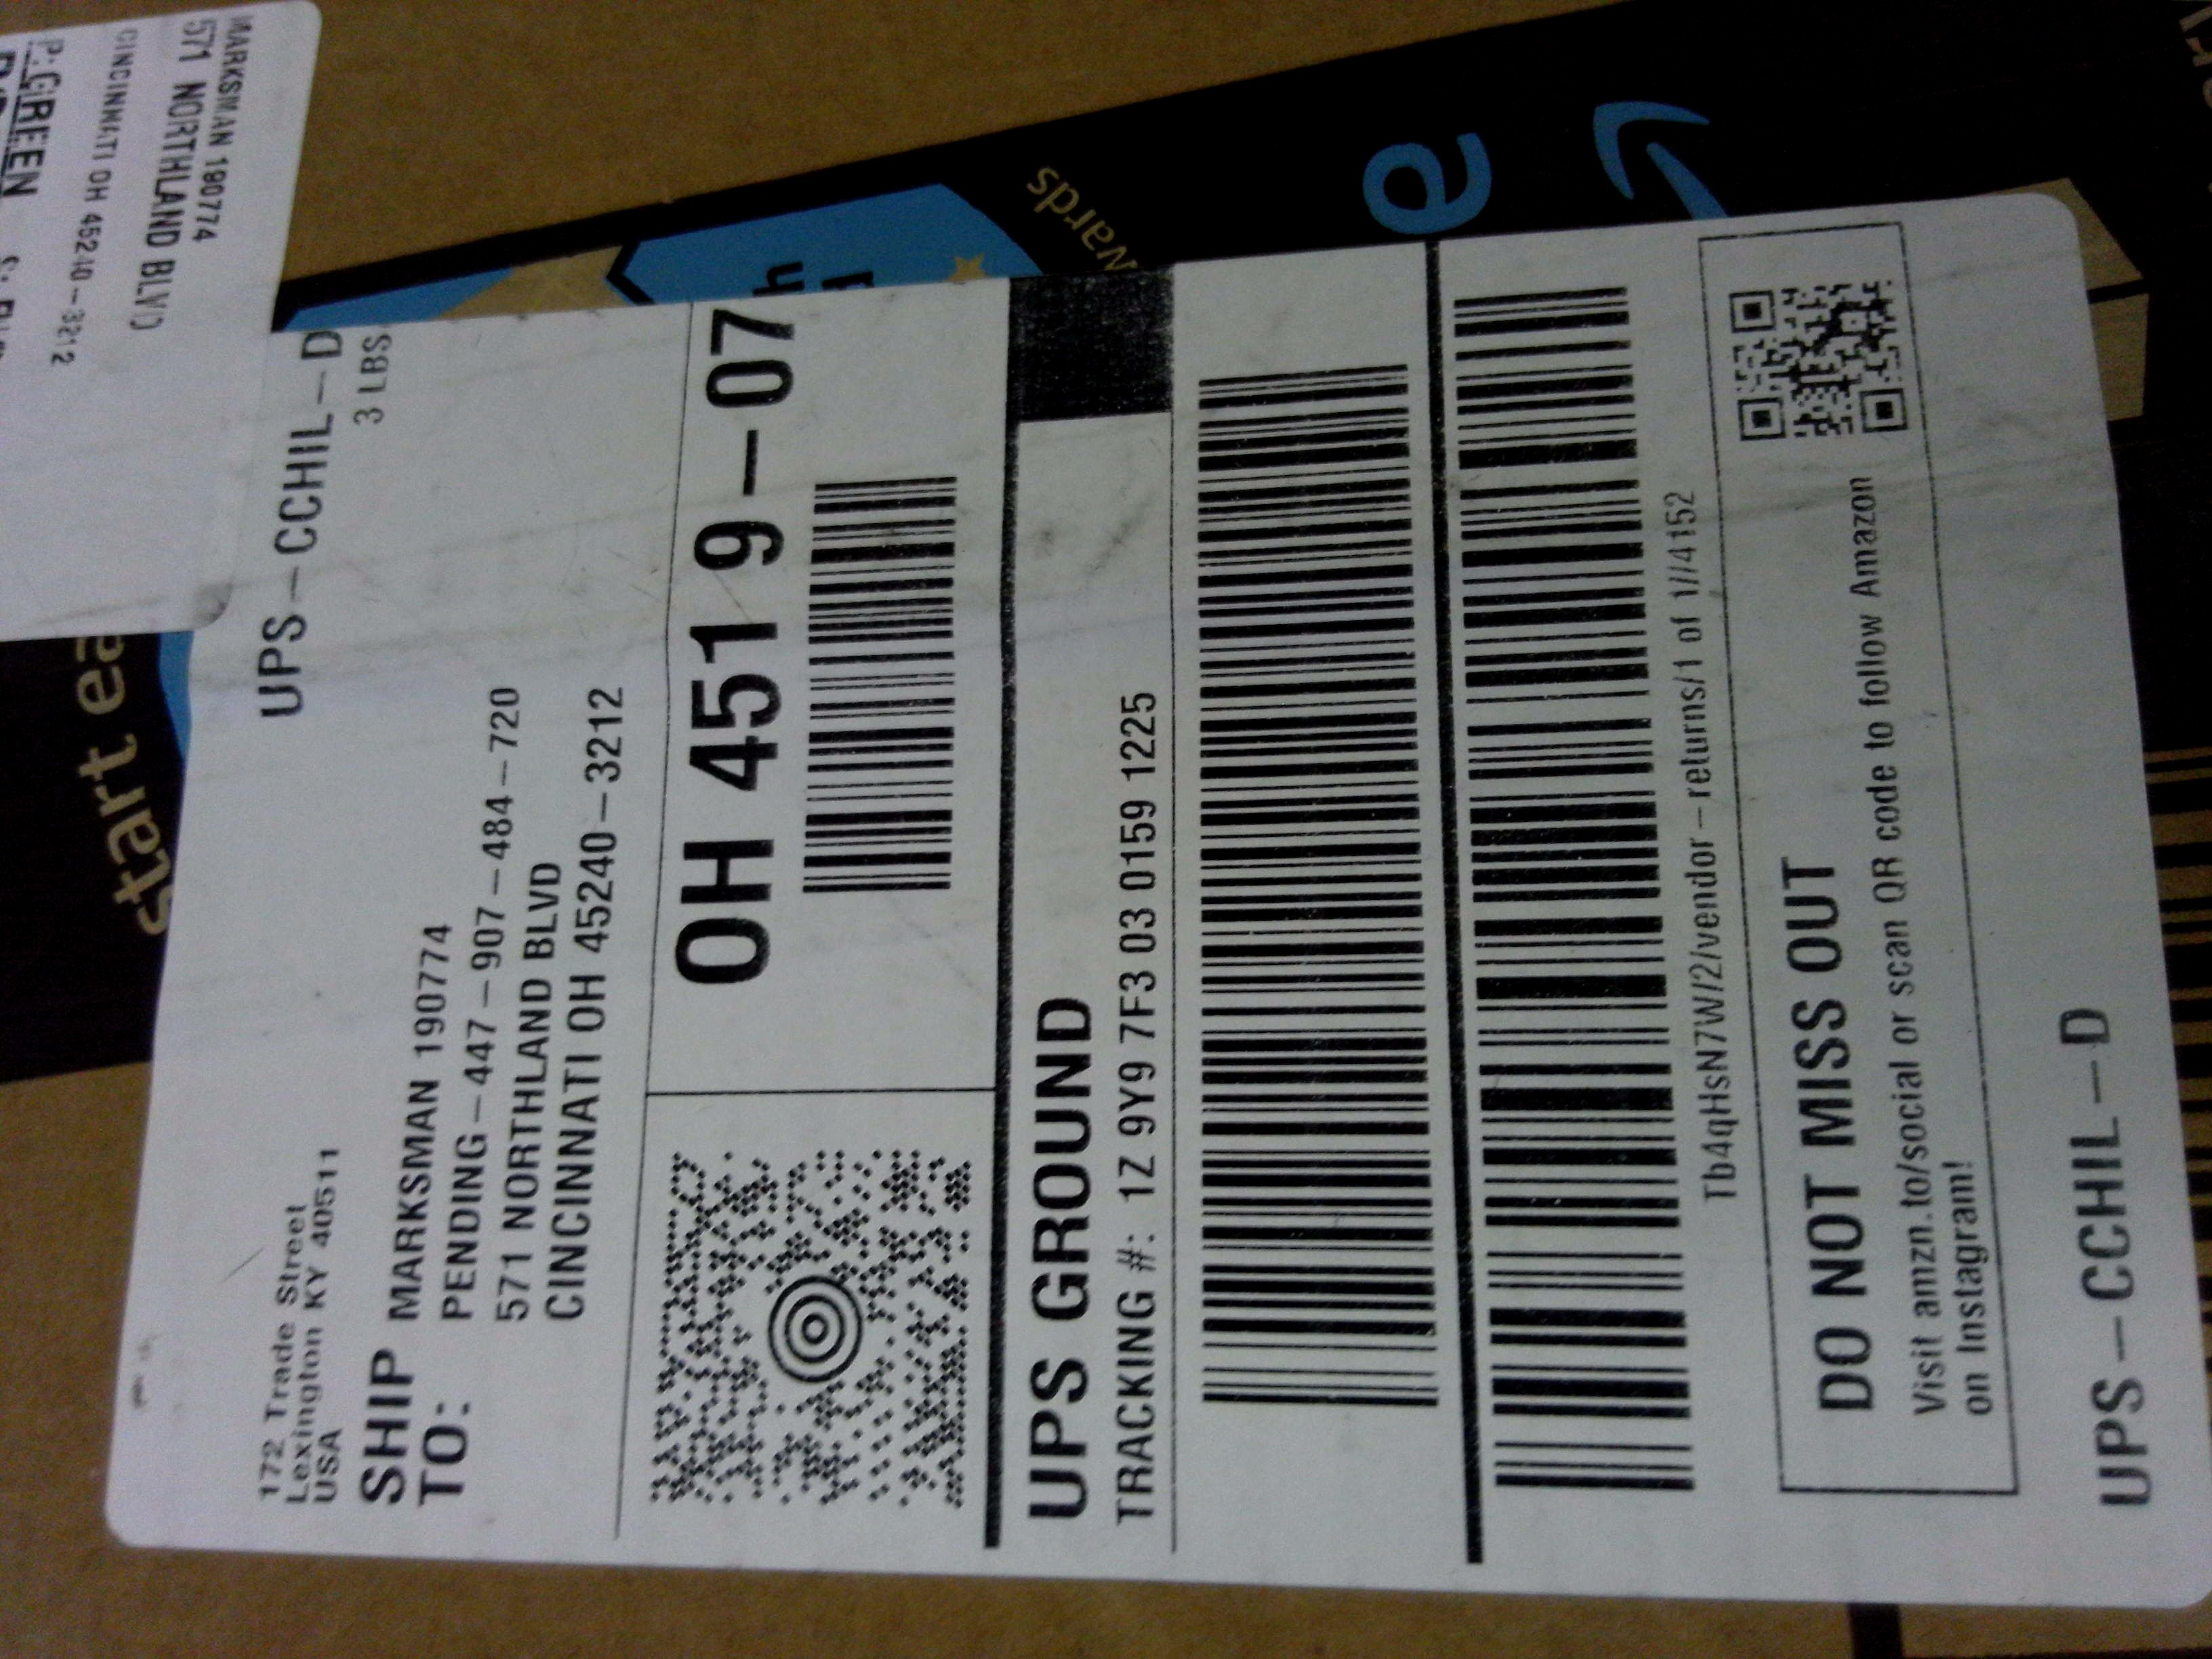 172 Trade Street
Lexington KY 40511
USA
UPS–CCHIL–D
3 LBS
SHIP TO:
MARKSMAN 190774
PENDING–447–907–484–720
571 NORTHLAND BLVD
CINCINNATI OH 45240–3212
OH 451 9–07
UPS GROUND
TRACKING #: 1Z 9Y9 7F3 03 0159 1225
Tb4qHsN7W/2/vendor–returns/1 of 1//4152
DO NOT MISS OUT
Visit amzn.to/social or scan QR code to follow Amazon
on Instagram!
UPS–CCHIL–D
MARKSMAN 190774
571 NORTHLAND BLVD
CINCINNATI OH 45240–3212
P:GREEN
start ea
wards
h
a